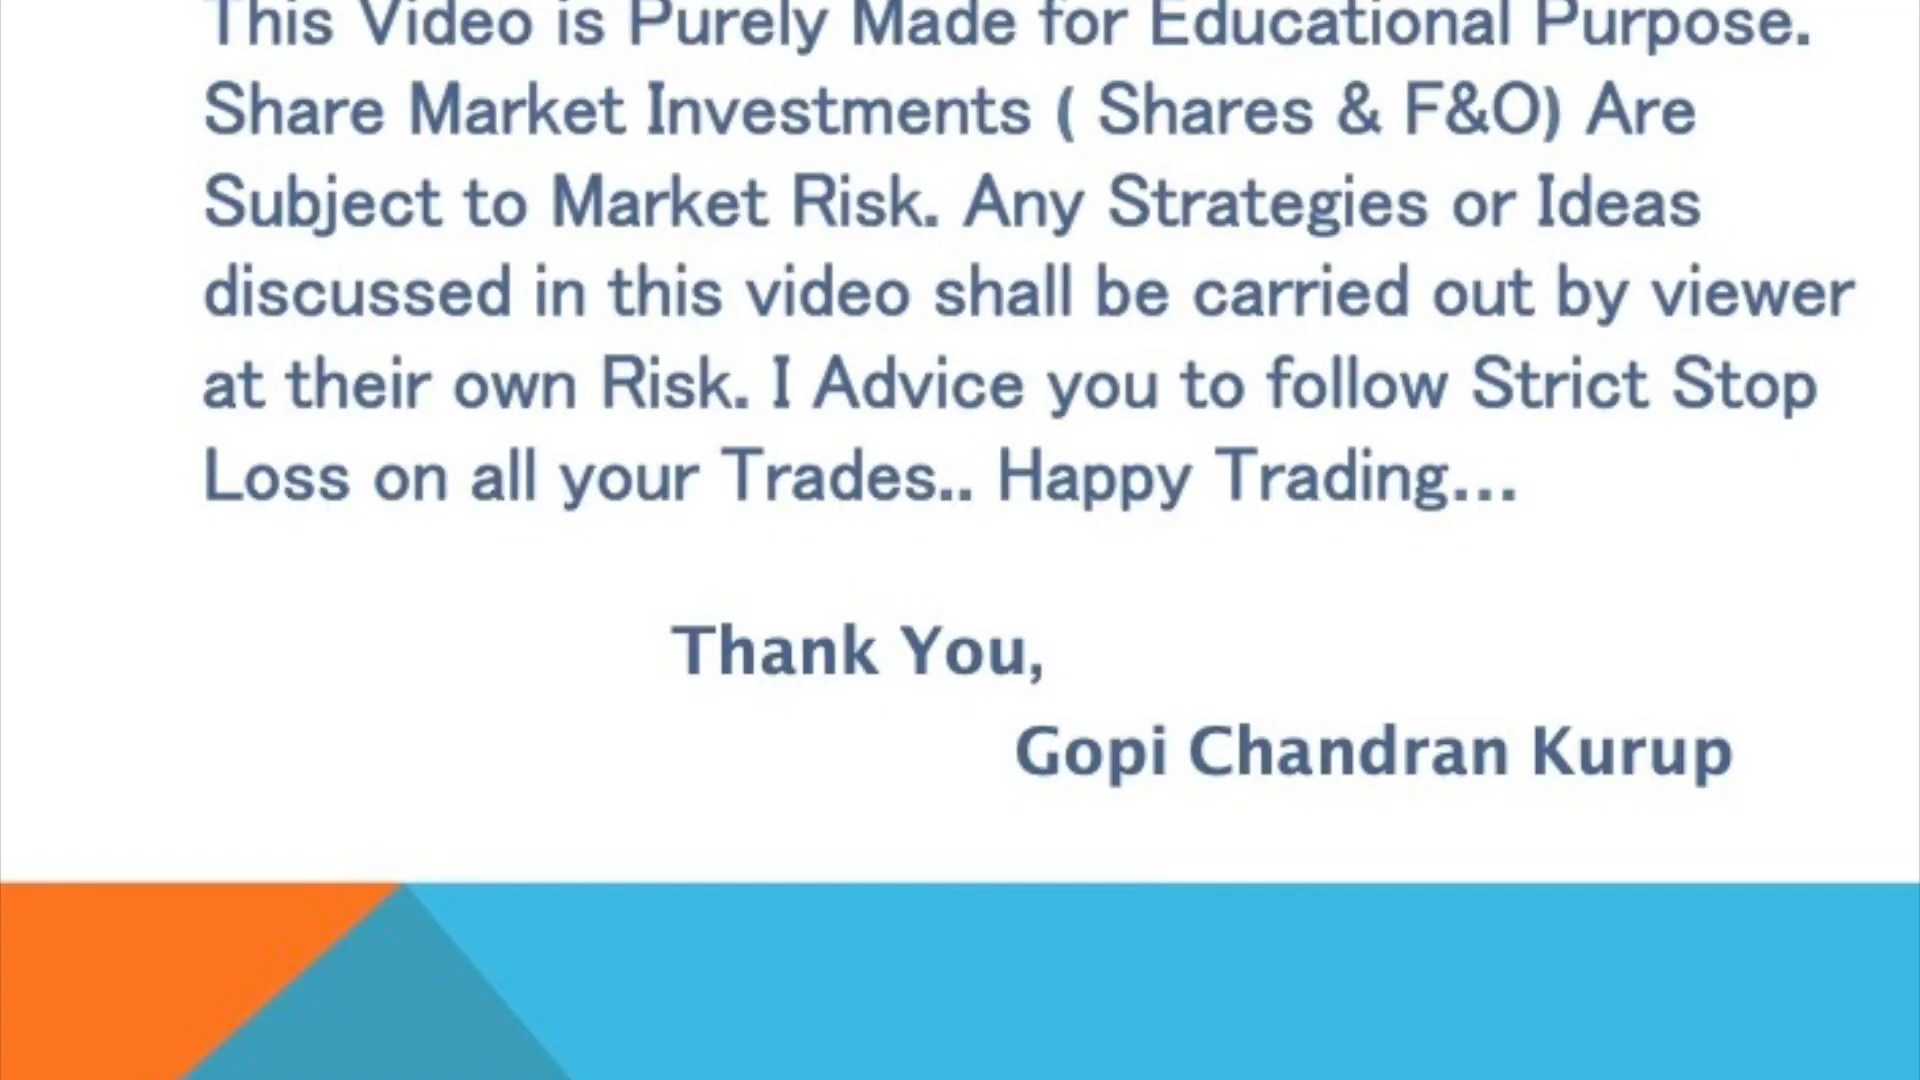 This Video is Purely Made for Educational Purpose.
Share Market Investments ( Shares & F&O) Are
Subject to Market Risk. Any Strategies or Ideas
discussed in this video shall be carried out by viewer
at their own Risk. I Advice you to follow Strict Stop
Loss on all your Trades.. Happy Trading...
Thank You,
Gopi Chandran Kurup